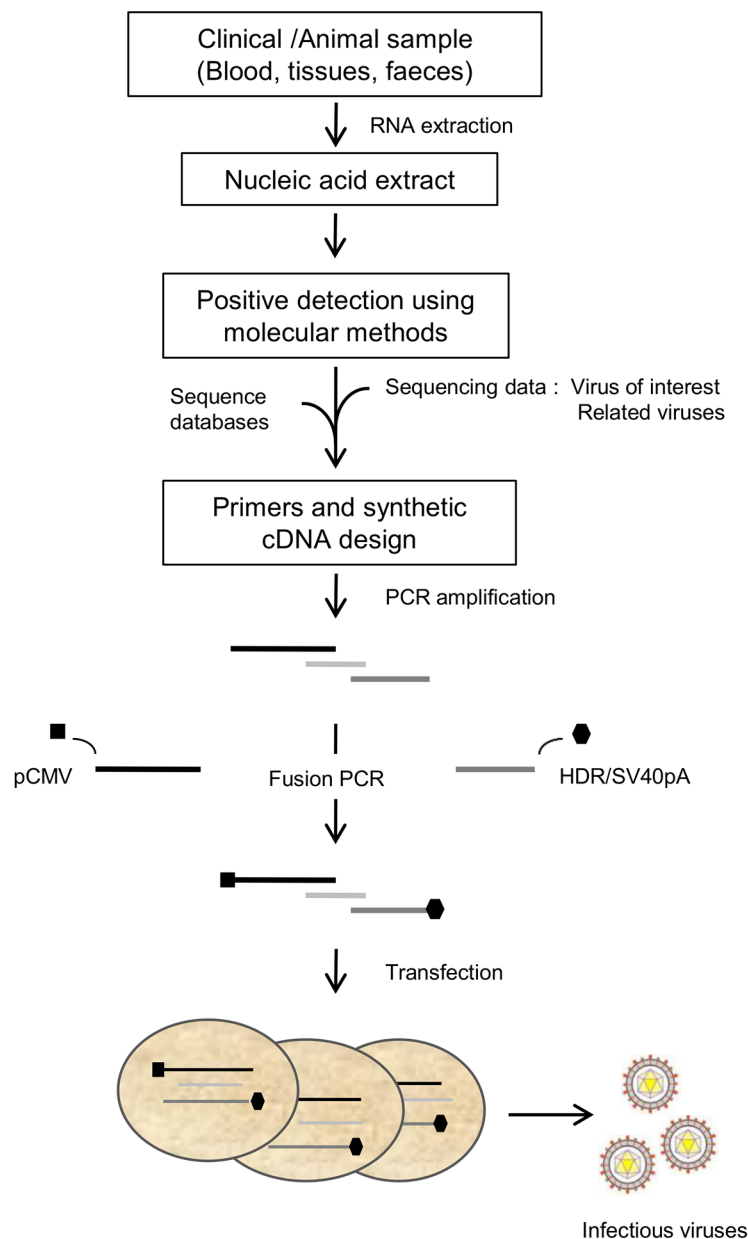 Clinical /Animal sample
(Blood, tissues, faeces)
RNA extraction
Nucleic acid extract
Positive detection using
molecular methods
Sequence
databases
Sequencing data : Virus of interest
Related viruses
Primers and synthetic
cDNA design
PCR amplification
pCMV
Fusion PCR
HDR/SV40pA
Transfection
Infectious viruses